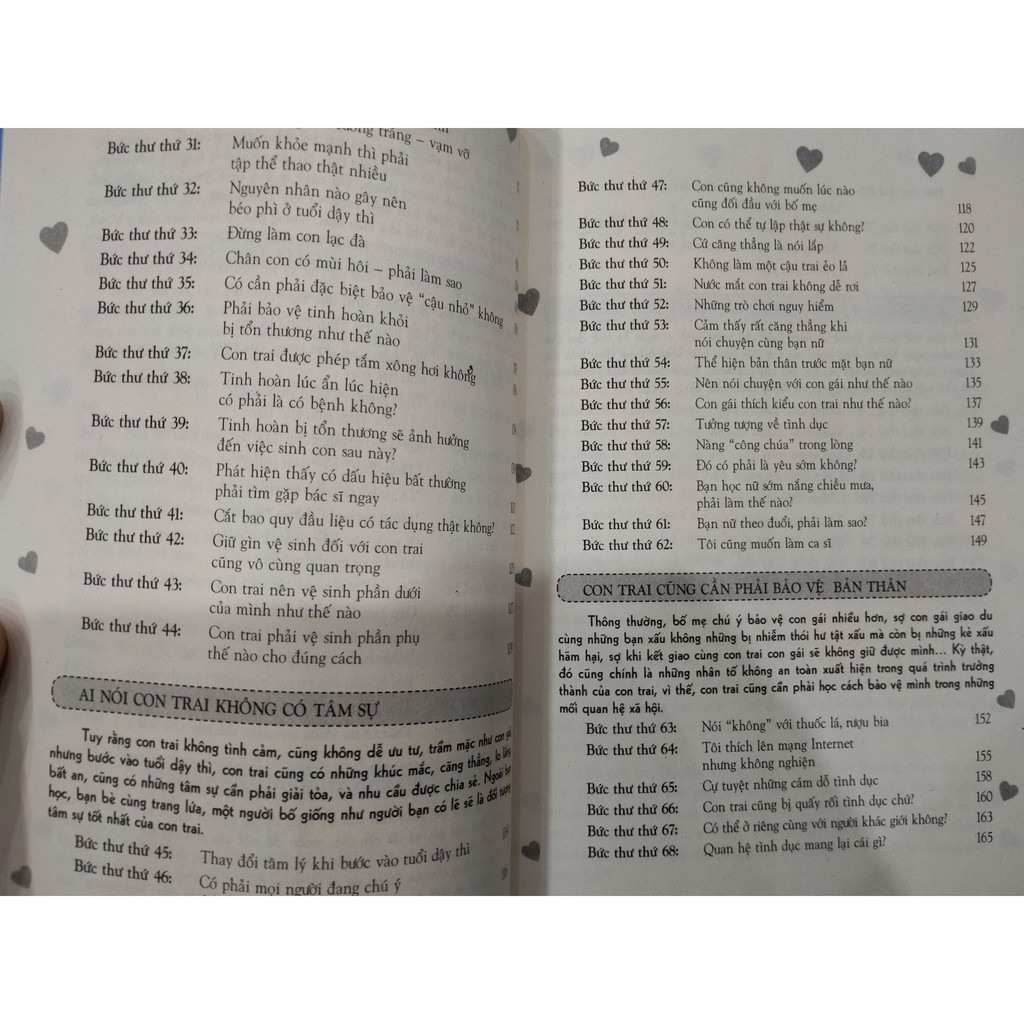 tráng – vạm vỡ
Bức thư thứ 31: Muốn khỏe mạnh thì phải
tập thể thao thật nhiều
Bức thư thứ 32: Nguyên nhân nào gây nên
béo phì ở tuổi dậy thì
Bức thư thứ 33: Đừng làm con lạc đà
Bức thư thứ 34: Chân con có mùi hôi – phải làm sao
Bức thư thứ 35: Có cần phải đặc biệt bảo vệ “cậu nhỏ” không
Bức thư thứ 36: Phải bảo vệ tinh hoàn khỏi
bị tổn thương như thế nào
Bức thư thứ 37: Con trai được phép tắm xông hơi không
Bức thư thứ 38: Tinh hoàn lúc ẩn lúc hiện
có phải là có bệnh không?
Bức thư thứ 39: Tinh hoàn bị tổn thương sẽ ảnh hưởng
đến việc sinh con sau này?
Bức thư thứ 40: Phát hiện thấy có dấu hiệu bất thường
phải tìm gặp bác sĩ ngay
Bức thư thứ 41: Cắt bao quy đầu liệu có tác dụng thật không?
Bức thư thứ 42: Giữ gìn vệ sinh đối với con trai
cũng vô cùng quan trọng
Bức thư thứ 43: Con trai nên vệ sinh phần dưới
của mình như thế nào
Bức thư thứ 44: Con trai phải vệ sinh phần phụ
thế nào cho đúng cách
AI NÓI CON TRAI KHÔNG CÓ TÂM SỰ
Tuy rằng con trai không tình cảm, cũng không dễ ưu tư, trầm mặc như con gái
nhưng bước vào tuổi dậy thì, con trai cũng có những khúc mắc, căng thẳng, lo lắng
bất an, cũng có những tâm sự cần phải giải tỏa, và nhu cầu được chia sẻ. Ngoài bạn
học, bạn bè cùng trang lứa, một người bố giống như người bạn có lẽ sẽ là đối tượng
tâm sự tốt nhất của con trai.
Bức thư thứ 45: Thay đổi tâm lý khi bước vào tuổi dậy thì
Bức thư thứ 46: Có phải mọi người đang chú ý
Bức thư thứ 47: Con cũng không muốn lúc nào
cũng đối đầu với bố mẹ 118
Bức thư thứ 48: Con có thể tự lập thật sự không? 120
Bức thư thứ 49: Cứ căng thẳng là nói lắp 122
Bức thư thứ 50: Không làm một cậu trai ẻo lả 125
Bức thư thứ 51: Nước mắt con trai không dễ rơi 127
Bức thư thứ 52: Những trò chơi nguy hiểm 129
Bức thư thứ 53: Cảm thấy rất căng thẳng khi
nói chuyện cùng bạn nữ 131
Bức thư thứ 54: Thể hiện bản thân trước mặt bạn nữ 133
Bức thư thứ 55: Nên nói chuyện với con gái như thế nào 135
Bức thư thứ 56: Con gái thích kiểu con trai như thế nào? 137
Bức thư thứ 57: Tưởng tượng về tình dục 139
Bức thư thứ 58: Nàng “công chúa” trong lòng 141
Bức thư thứ 59: Đó có phải là yêu sớm không? 143
Bức thư thứ 60: Bạn học nữ sớm nắng chiều mưa,
phải làm thế nào? 145
Bức thư thứ 61: Bạn nữ theo đuổi, phải làm sao? 147
Bức thư thứ 62: Tôi cũng muốn làm ca sĩ 149
CON TRAI CŨNG CẦN PHẢI BẢO VỆ BẢN THÂN
Thông thường, bố mẹ chú ý bảo vệ con gái nhiều hơn, sợ con gái giao du
cùng những bạn xấu không những bị nhiễm thói hư tật xấu mà còn bị những kẻ xấu
hãm hại, sợ khi kết giao cùng con trai con gái sẽ không giữ được mình... Kỳ thật,
đó cũng chính là những nhân tố không an toàn xuất hiện trong quá trình trưởng
thành của con trai, vì thế, con trai cũng cần phải học cách bảo vệ mình trong những
mối quan hệ xã hội.
Bức thư thứ 63: Nói “không” với thuốc lá, rượu bia 152
Bức thư thứ 64: Tôi thích lên mạng Internet
nhưng không nghiện 155
Bức thư thứ 65: Cự tuyệt những cám dỗ tình dục 158
Bức thư thứ 66: Con trai cũng bị quấy rối tình dục chứ? 160
Bức thư thứ 67: Có thể ở riêng cùng với người khác giới không? 163
Bức thư thứ 68: Quan hệ tình dục mang lại cái gì? 165